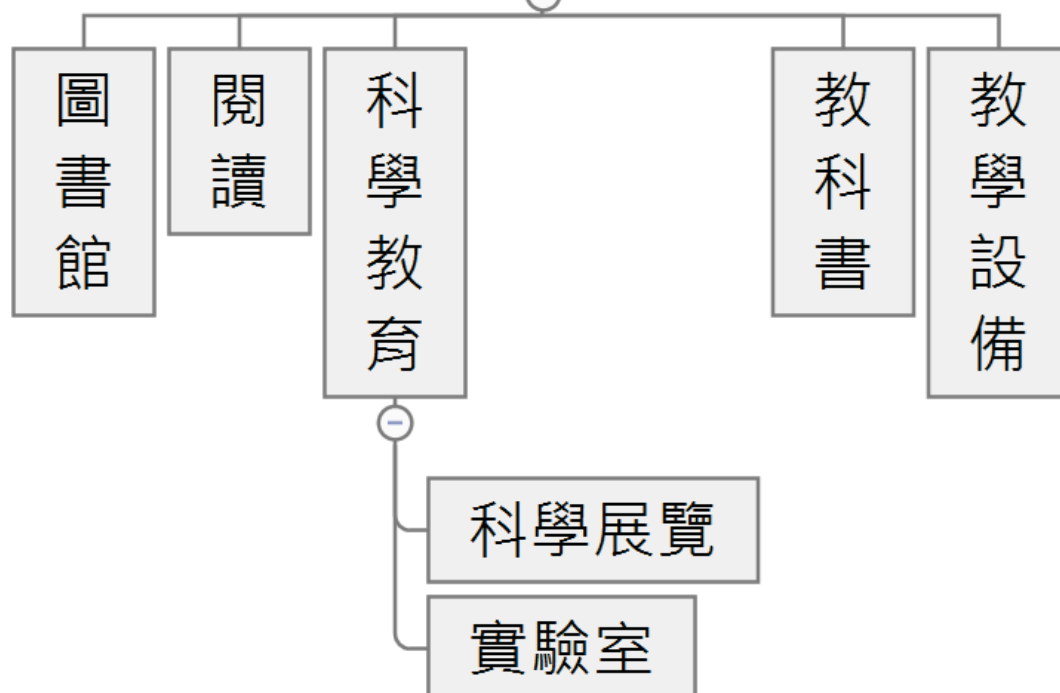 圖書館
閱讀
科學教育
教科書
教學設備
科學展覽
實驗室